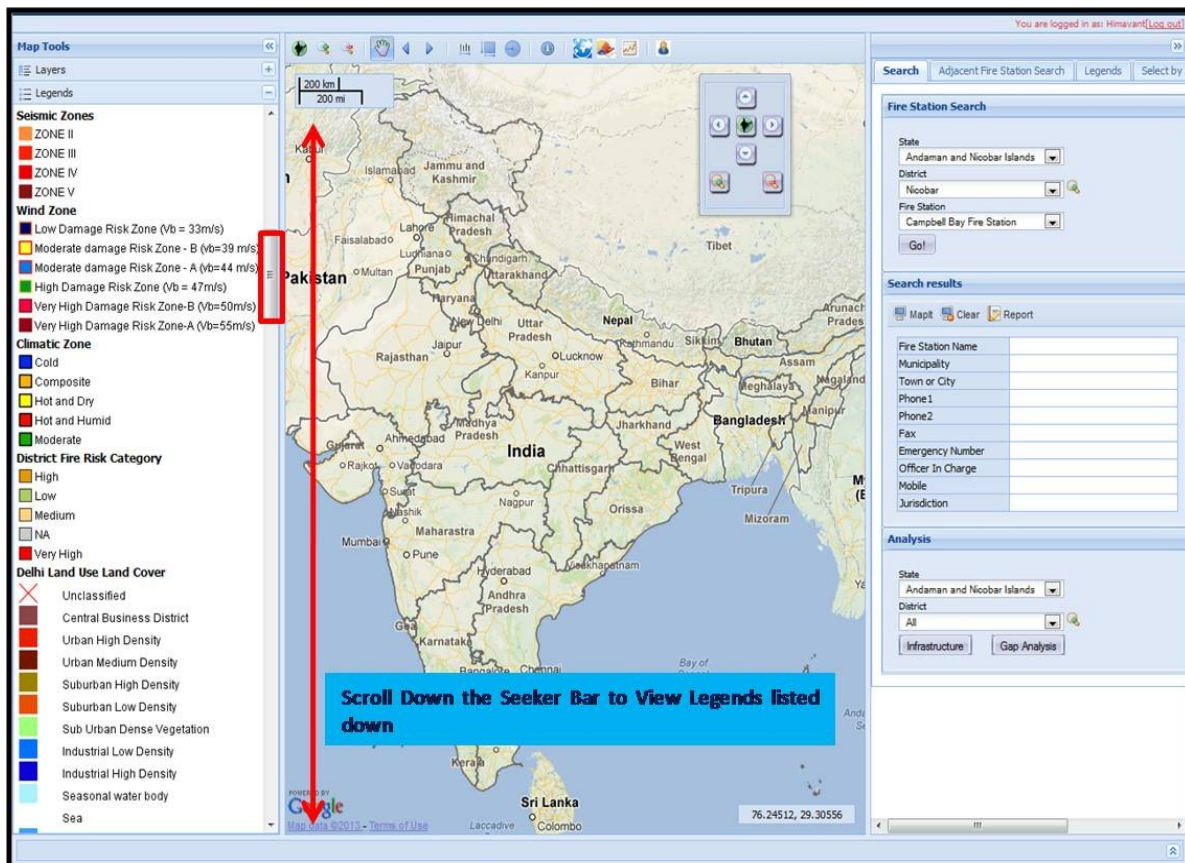 You are logged in as: Himavant[Log out]
Map Tools
Layers
Legends
Seismic Zones
ZONE II
ZONE III
ZONE IV
ZONE V
Wind Zone
Low Damage Risk Zone (Vb = 33m/s)
Moderate damage Risk Zone - B (vb=39 m/s)
Moderate damage Risk Zone - A (vb=44 m/s)
High Damage Risk Zone (Vb = 47m/s)
Very High Damage Risk Zone-B (Vb=50m/s)
Very High Damage Risk Zone-A (Vb=55m/s)
Climatic Zone
Cold
Composite
Hot and Dry
Hot and Humid
Moderate
District Fire Risk Category
High
Low
Medium
NA
Very High
Delhi Land Use Land Cover
Unclassified
Central Business District
Urban High Density
Urban Medium Density
Suburban High Density
Suburban Low Density
Sub Urban Dense Vegetation
Industrial Low Density
Industrial High Density
Seasonal water body
Sea
200 km
200 mi
Kabul
Islamabad
Jammu and
Kashmir
Himachal
Pradesh
Lahore
Faisalabad
Ludhiana
Chandigarh
Tibet
Multan
Punjab
Uttarakhand
Pakistan
Haryana
New Delhi
Uttar
Pradesh
Nepal
Kathmandu
Sikkim
Bhutan
Arunach
Prades
Jaipur
Rajasthan
Lucknow
Kanpur
Assam
Nagaland
Bihar
Meghalaya
Manipur
Bangladesh
Jharkhand
West
Bengal
Gujarat
Ahmedabad
Madhya
Pradesh
India
Chhattisgarh
Rajkot
Vadodara
Surat
Nagpur
Tripura
Mizoram
Nashik
Orissa
Maharashtra
Mumbai
Pune
Visakhapatnam
Hyderabad
Andhra
Pradesh
Goa
Karnataka
Bangalore
Chennai
Bay of
Scroll Down the Seeker Bar to View Legends listed
down
Kerala
Sri Lanka
Colombo
Laccadive
POWERED BY
Google
Map data ©2013 - Terms of Use
76.24512, 29.30556
Search
Adjacent Fire Station Search
Legends
Select by
Fire Station Search
State
Andaman and Nicobar Islands
District
Nicobar
Fire Station
Campbell Bay Fire Station
Go!
Search results
MapIt
Clear
Report
Fire Station Name
Municipality
Town or City
Phone1
Phone2
Fax
Emergency Number
Officer In Charge
Mobile
Jurisdiction
Analysis
State
Andaman and Nicobar Islands
District
All
Infrastructure
Gap Analysis